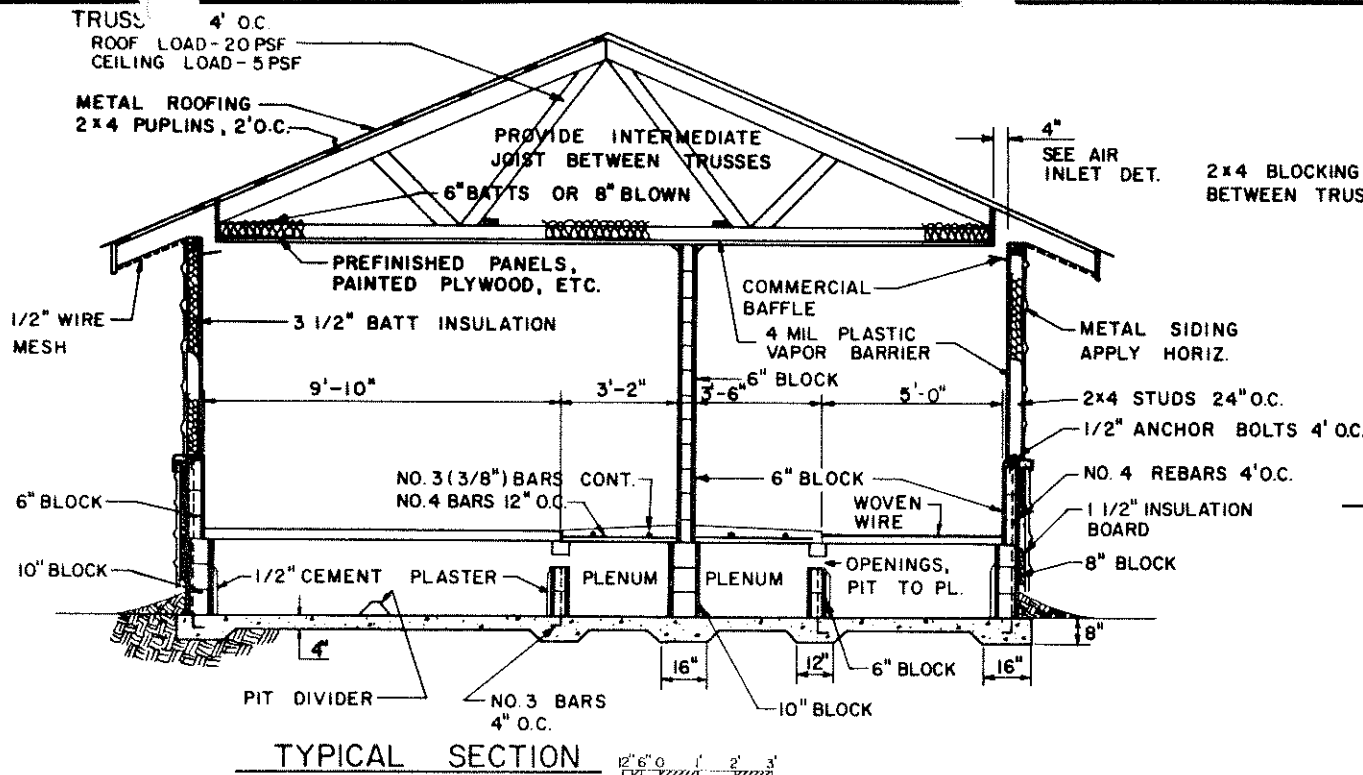 TRUSS 4' O.C.
ROOF LOAD-20 PSF
CEILING LOAD-5 PSF
METAL ROOFING
2x4 PUPLINS, 2' O.C.
PROVIDE INTERMEDIATE
JOIST BETWEEN TRUSSES
6" BATTS OR 8" BLOWN
4"
SEE AIR
INLET DET.
2x4 BLOCKING
BETWEEN TRUS
PREFINISHED PANELS,
PAINTED PLYWOOD, ETC.
1/2" WIRE
MESH
3 1/2" BATT INSULATION
COMMERCIAL
BAFFLE
4 MIL PLASTIC
VAPOR BARRIER
METAL SIDING
APPLY HORIZ.
6" BLOCK
9'-10"
3'-2"
3'-6"
5'-0"
2x4 STUDS 24" O.C.
1/2" ANCHOR BOLTS 4' O.C.
NO. 3 (3/8") BARS CONT.
NO. 4 BARS 12" O.C.
6" BLOCK
NO. 4 REBARS 4' O.C.
6" BLOCK
WOVEN
WIRE
1 1/2" INSULATION
BOARD
10" BLOCK
1/2" CEMENT PLASTER
PLENUM
PLENUM
OPENINGS,
PIT TO PL.
8" BLOCK
4"
8"
16"
12"
6" BLOCK
16"
PIT DIVIDER
NO. 3 BARS
4" O.C.
10" BLOCK
TYPICAL SECTION
12" 6" 0 1' 2' 3'